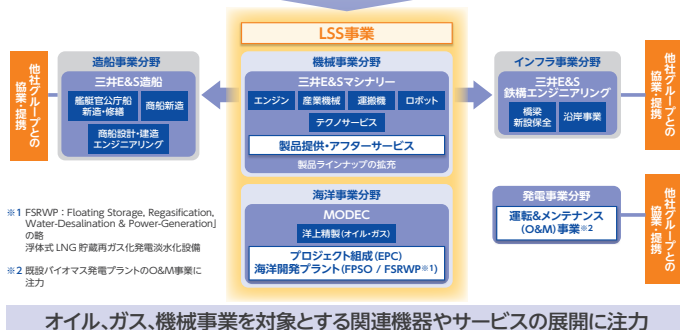 LSS事業
他社グループとの
協業・提携
造船事業分野
三井E&S造船
艦艇官公庁船
新造・修繕
商船新造
商船設計・建造
エンジニアリング
機械事業分野
三井E&Sマシナリー
エンジン
産業機械
運搬機
ロボット
テクノサービス
製品提供・アフターサービス
製品ラインナップの拡充
インフラ事業分野
三井E&S
鉄構エンジニアリング
橋梁
新設保全
沿岸事業
他社グループとの
協業・提携
海洋事業分野
MODEC
洋上精製(オイル・ガス)
プロジェクト組成(EPC)
海洋開発プラント(FPSO / FSRWP※1)
発電事業分野
運転&メンテナンス
(O&M)事業※2
他社グループとの
協業・提携
※1 FSRWP：Floating Storage, Regasification,
Water-Desalination & Power-Generation」
の略
浮体式LNG貯蔵再ガス化発電淡水化設備
※2 既設バイオマス発電プラントのO&M事業に
注力
オイル、ガス、機械事業を対象とする関連機器やサービスの展開に注力